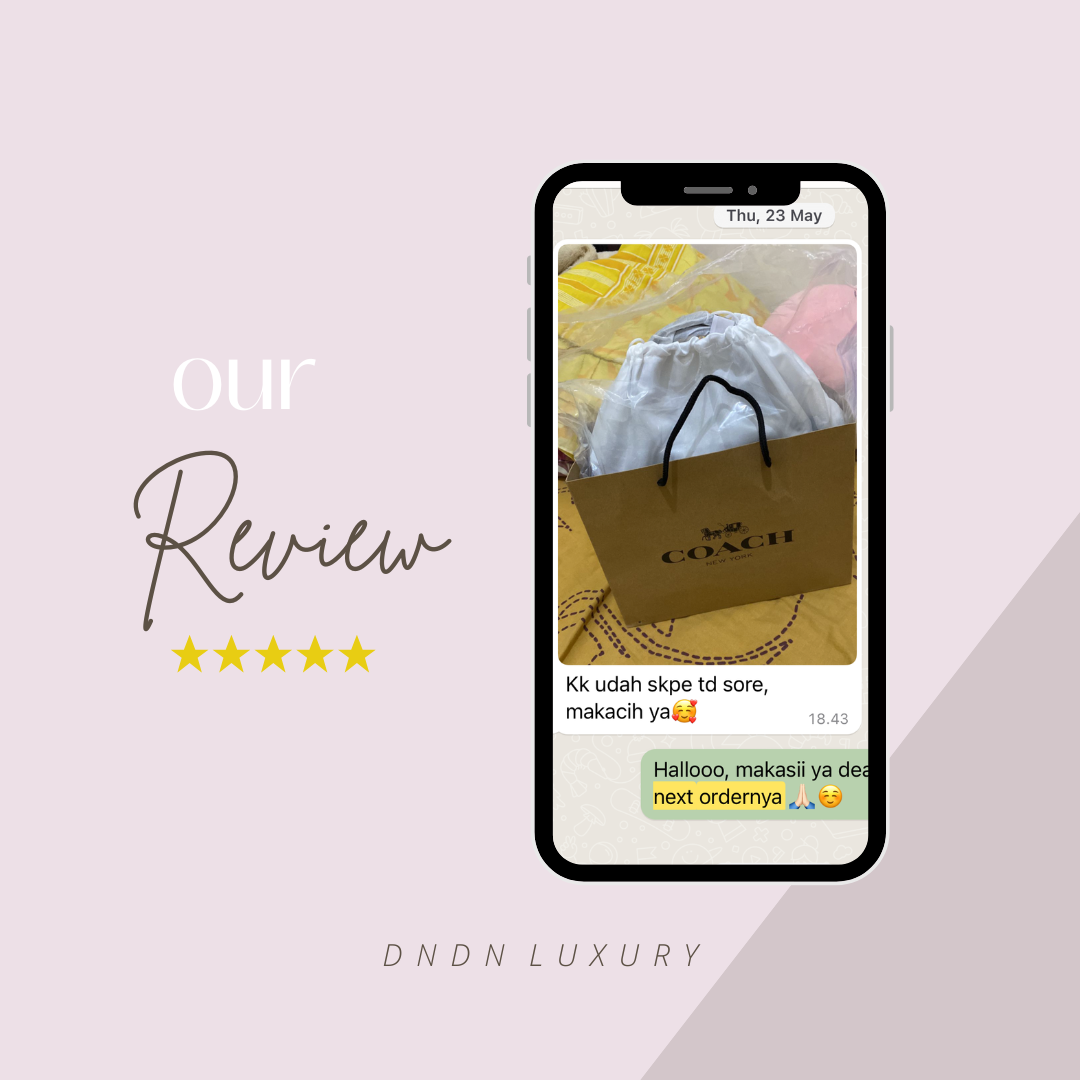 our
Review
Thu, 23 May
COACH
NEW YORK
Kk udah skpe td sore,
makacih ya🥰
18.43
Hallooo, makasii ya
next ordernya 🙏🏻☺️
DNDN LUXURY